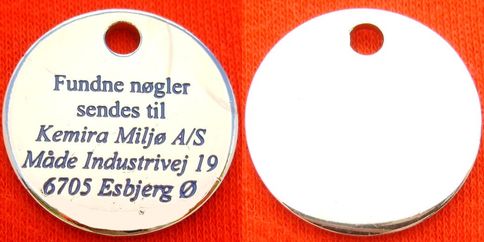 Fundne nøgler
sendes til
Kemira Miljø A/S
Måde Industrivej 19
6705 Esbjerg Ø